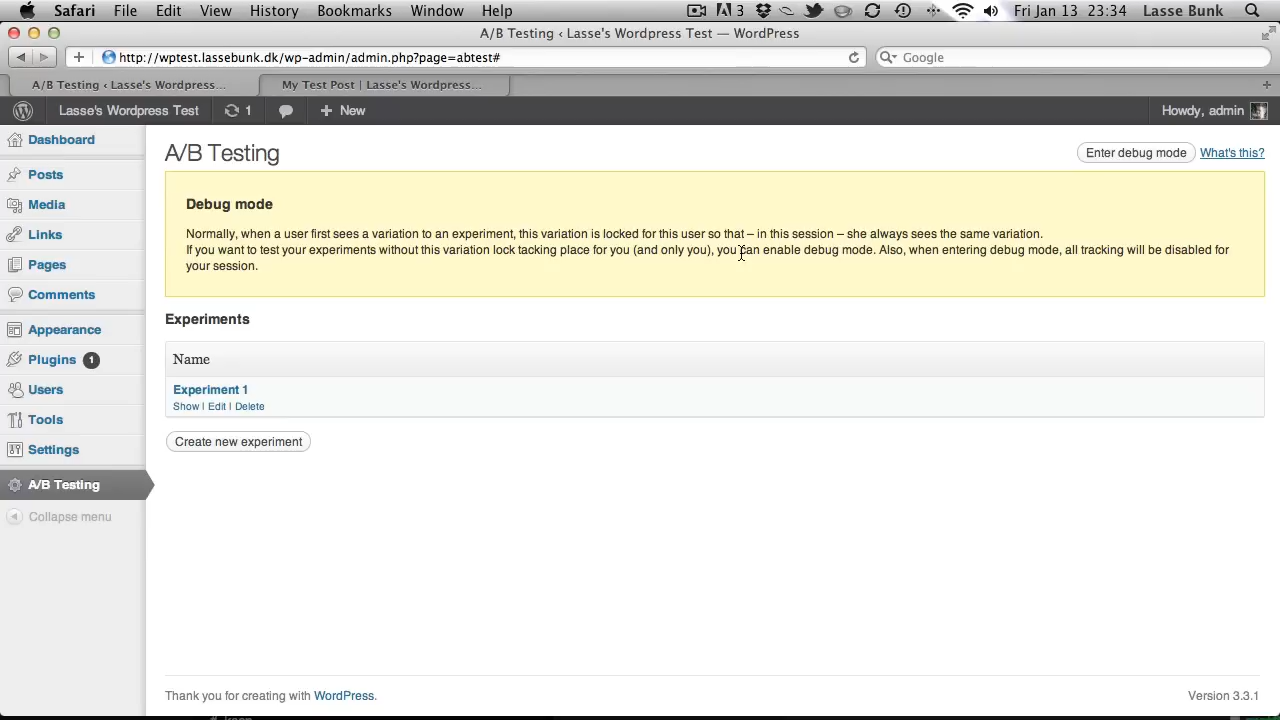 Safari File Edit View History Bookmarks Window Help 3 Fri Jan 13 23:34 Lasse Bunk
A/B Testing ‹ Lasse's Wordpress Test — WordPress
http://wptest.lassebunk.dk/wp-admin/admin.php?page=abtest# Google
A/B Testing ‹ Lasse's Wordpress... My Test Post | Lasse's Wordpress...
Lasse's Wordpress Test 1 New Howdy, admin
Dashboard
Posts
Media
Links
Pages
Comments
Appearance
Plugins 1
Users
Tools
Settings
A/B Testing
Collapse menu
A/B Testing
Enter debug mode What's this?
Debug mode
Normally, when a user first sees a variation to an experiment, this variation is locked for this user so that – in this session – she always sees the same variation.
If you want to test your experiments without this variation lock tacking place for you (and only you), you can enable debug mode. Also, when entering debug mode, all tracking will be disabled for
your session.
Experiments
Name
Experiment 1
Show | Edit | Delete
Create new experiment
Thank you for creating with WordPress. Version 3.3.1